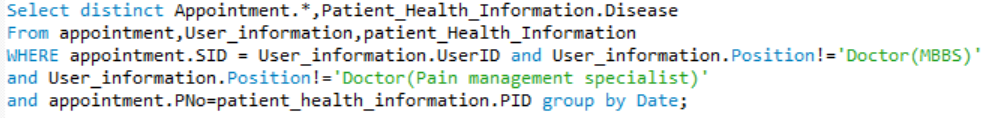 Select distinct Appointment.*,Patient_Health_Information.Disease
From appointment,User_information,patient_Health_Information
WHERE appointment.SID = User_information.UserID and User_information.Position!='Doctor(MBBS)'
and User_information.Position!='Doctor(Pain management specialist)'
and appointment.PNo=patient_health_information.PID group by Date;